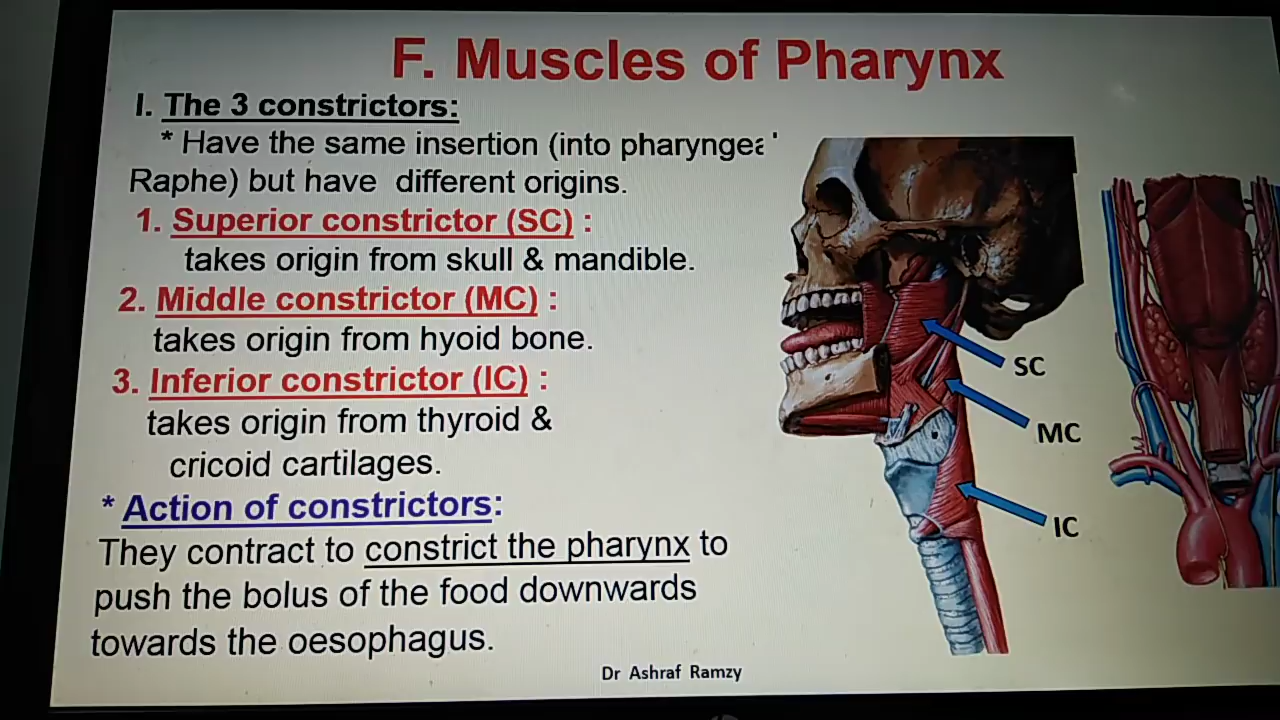 F. Muscles of Pharynx
I. The 3 constrictors:
* Have the same insertion (into
Raphe) but have different origins.
1. Superior constrictor (SC) :
takes origin from skull & mandible.
2. Middle constrictor (MC) :
takes origin from hyoid bone.
3. Inferior constrictor (IC) :
takes origin from thyroid &
cricoid cartilages.
* Action of constrictors:
They contract to constrict the pharynx to
push the bolus of the food downwards
towards the oesophagus.
SC
MC
IC
Dr Ashraf Ramzy